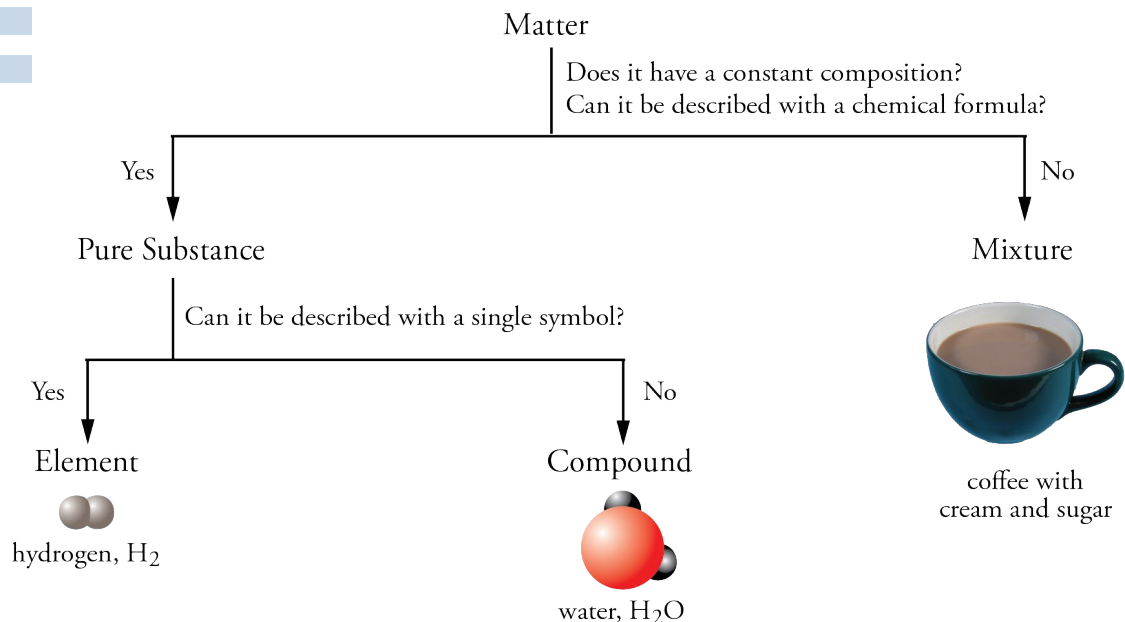 Matter
Does it have a constant composition?
Can it be described with a chemical formula?
Yes
No
Pure Substance
Mixture
Can it be described with a single symbol?
Yes
No
Element
Compound
coffee with
cream and sugar
hydrogen, H2
water, H2O